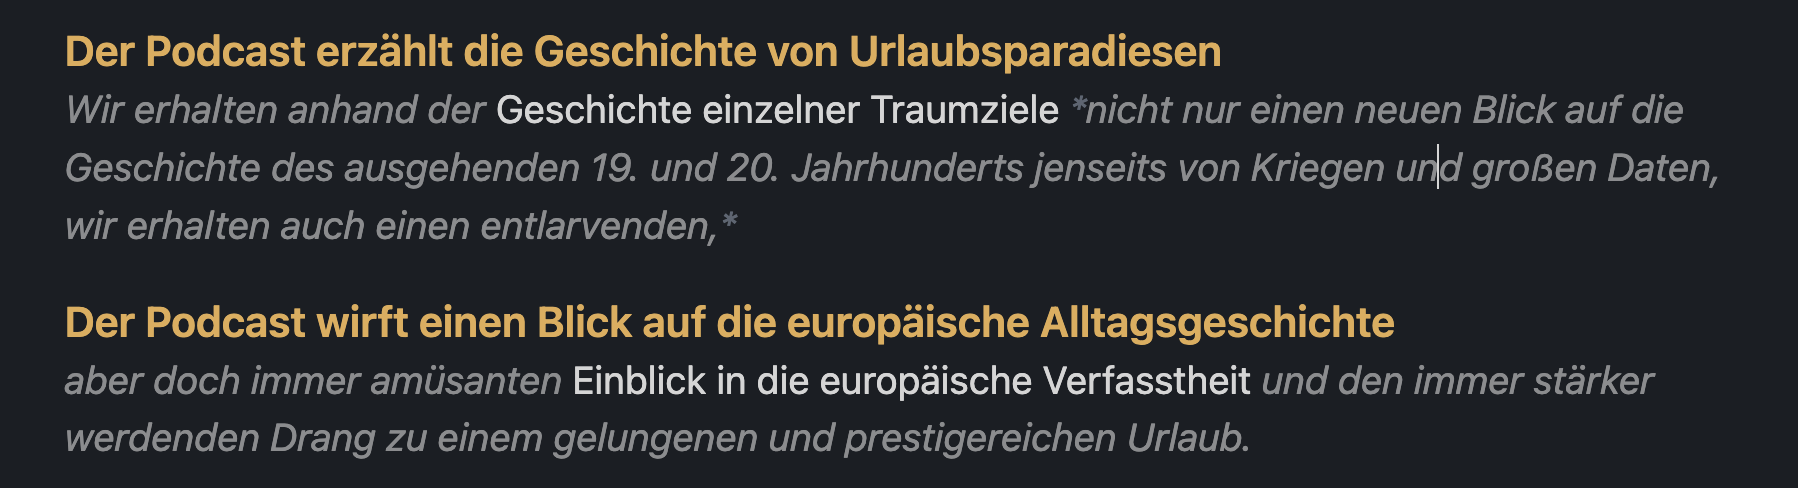 Der Podcast erzählt die Geschichte von Urlaubsparadiesen
Wir erhalten anhand der Geschichte einzelner Traumziele *nicht nur einen neuen Blick auf die
Geschichte des ausgehenden 19. und 20. Jahrhunderts jenseits von Kriegen und großen Daten,
wir erhalten auch einen entlarvenden,*
Der Podcast wirft einen Blick auf die europäische Alltagsgeschichte
aber doch immer amüsanten Einblick in die europäische Verfasstheit und den immer stärker
werdenden Drang zu einem gelungenen und prestigereichen Urlaub.